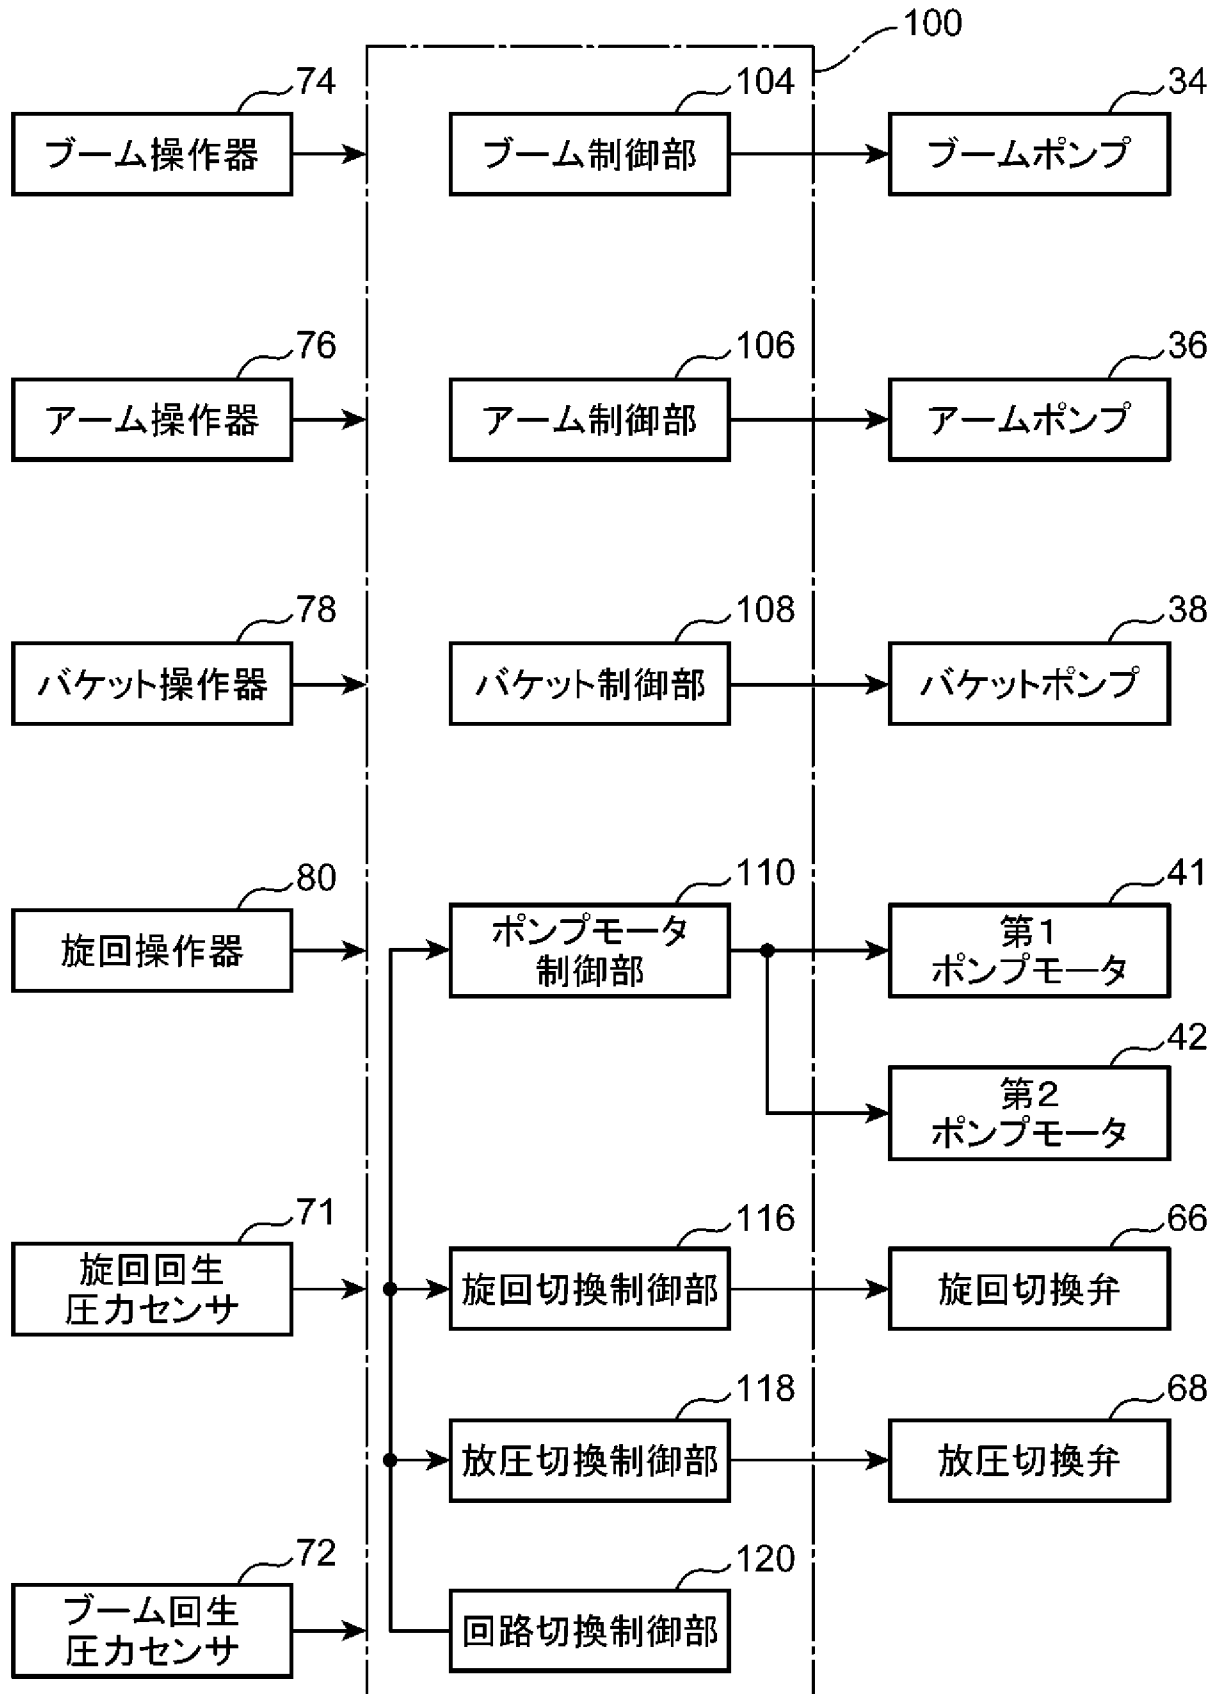 100
74
104
34
ブーム操作器
ブーム制御部
ブームポンプ
76
106
36
アーム操作器
アーム制御部
アームポンプ
78
108
38
バケット操作器
バケット制御部
バケットポンプ
80
110
41
旋回操作器
ポンプモータ
制御部
第1
ポンプモータ
42
第2
ポンプモータ
71
116
66
旋回回生
圧力センサ
旋回切換制御部
旋回切換弁
118
68
放圧切換制御部
放圧切換弁
72
120
ブーム回生
圧力センサ
回路切換制御部